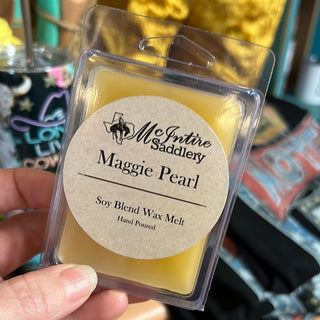 McIntire
Saddlery
Maggie Pearl
Soy Blend Wax Melt
Hand Poured